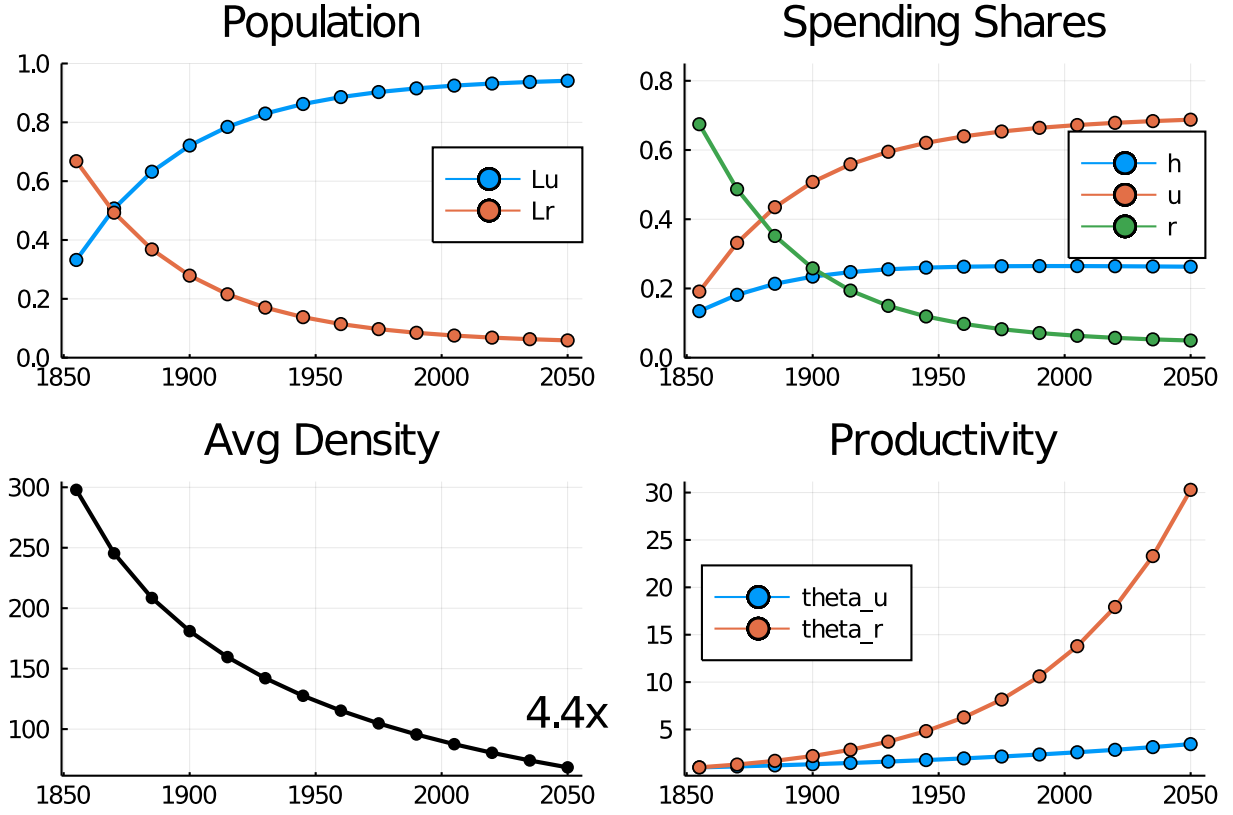 Population
1.0
0.8
0.6
0.4
0.2
0.0
Lu
Lr
1850 1900 1950 2000 2050
Spending Shares
0.8
0.6
0.4
0.2
0.0
h
u
r
1850 1900 1950 2000 2050
Avg Density
300
250
200
150
100
4.4x
1850 1900 1950 2000 2050
Productivity
30
25
20
15
10
5
theta_u
theta_r
1850 1900 1950 2000 2050